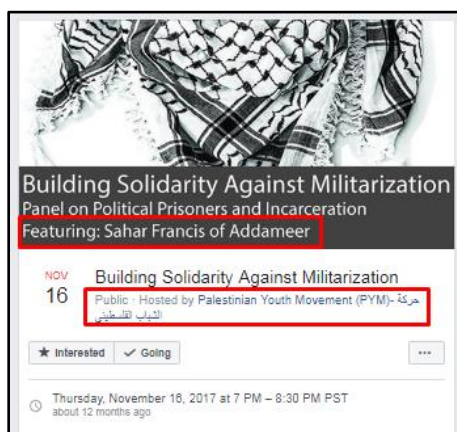 Building Solidarity Against Militarization
Panel on Political Prisoners and Incarceration
Featuring: Sahar Francis of Addameer
NOV
16
Building Solidarity Against Militarization
Public · Hosted by Palestinian Youth Movement (PYM)- حركة
الشباب الفلسطيني
★ Interested ✓ Going ...
Thursday, November 16, 2017 at 7 PM – 8:30 PM PST
about 12 months ago